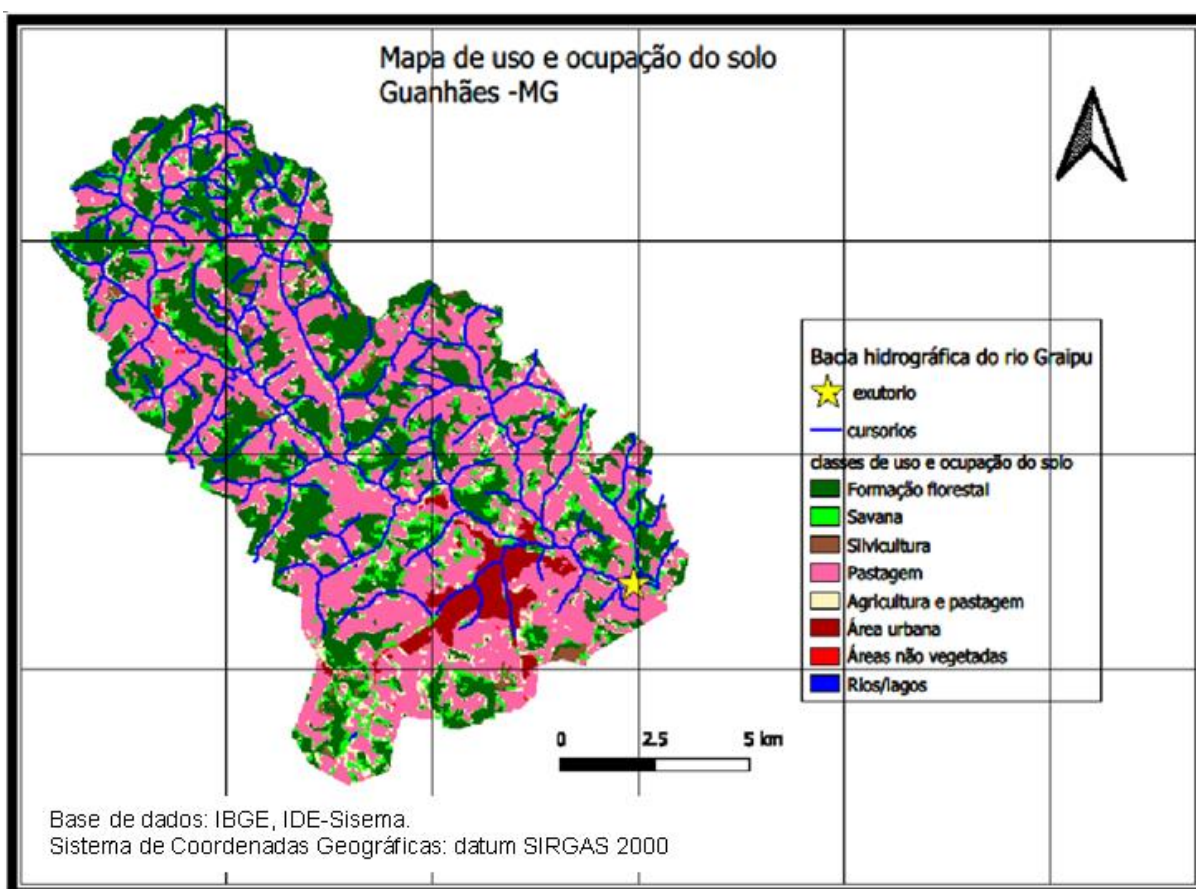 Mapa de uso e ocupação do solo
Guanhães -MG
Bacia hidrográfica do rio Graipu
exutorio
cursorios
classes de uso e ocupação do solo
Formação florestal
Savana
Silvicultura
Pastagem
Agricultura e pastagem
Área urbana
Áreas não vegetadas
Rios/lagos
0 2.5 5 km
Base de dados: IBGE, IDE-Sisema.
Sistema de Coordenadas Geográficas: datum SIRGAS 2000